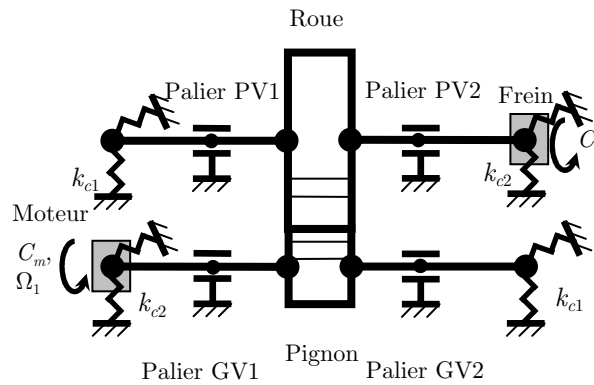 Roue
Palier PV1
Palier PV2
Frein
C
k_{c1}
k_{c2}
Moteur
C_m,
Ω_1
k_{c2}
k_{c1}
Palier GV1
Pignon
Palier GV2